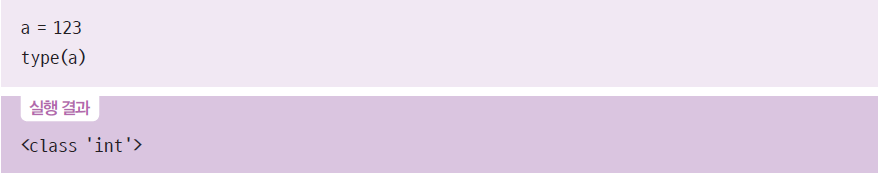 a = 123
type(a)
실행 결과
<class 'int'>